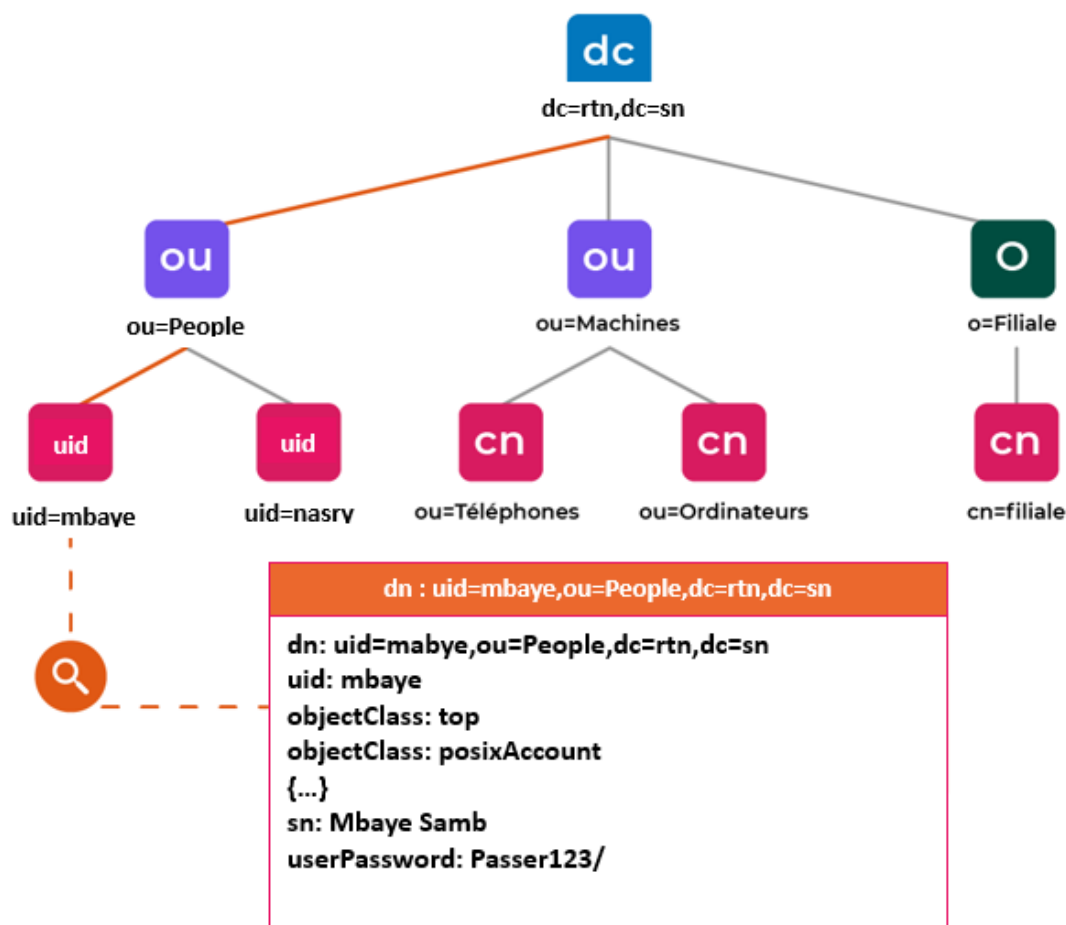 dc
dc=rtn,dc=sn
ou
ou
O
ou=People
ou=Machines
o=Filiale
uid
uid
cn
cn
cn
uid=mbaye
uid=nasry
ou=Téléphones
ou=Ordinateurs
cn=filiale
dn : uid=mbaye,ou=People,dc=rtn,dc=sn
dn: uid=mabye,ou=People,dc=rtn,dc=sn
uid: mbaye
objectClass: top
objectClass: posixAccount
{...}
sn: Mbaye Samb
userPassword: Passer123/